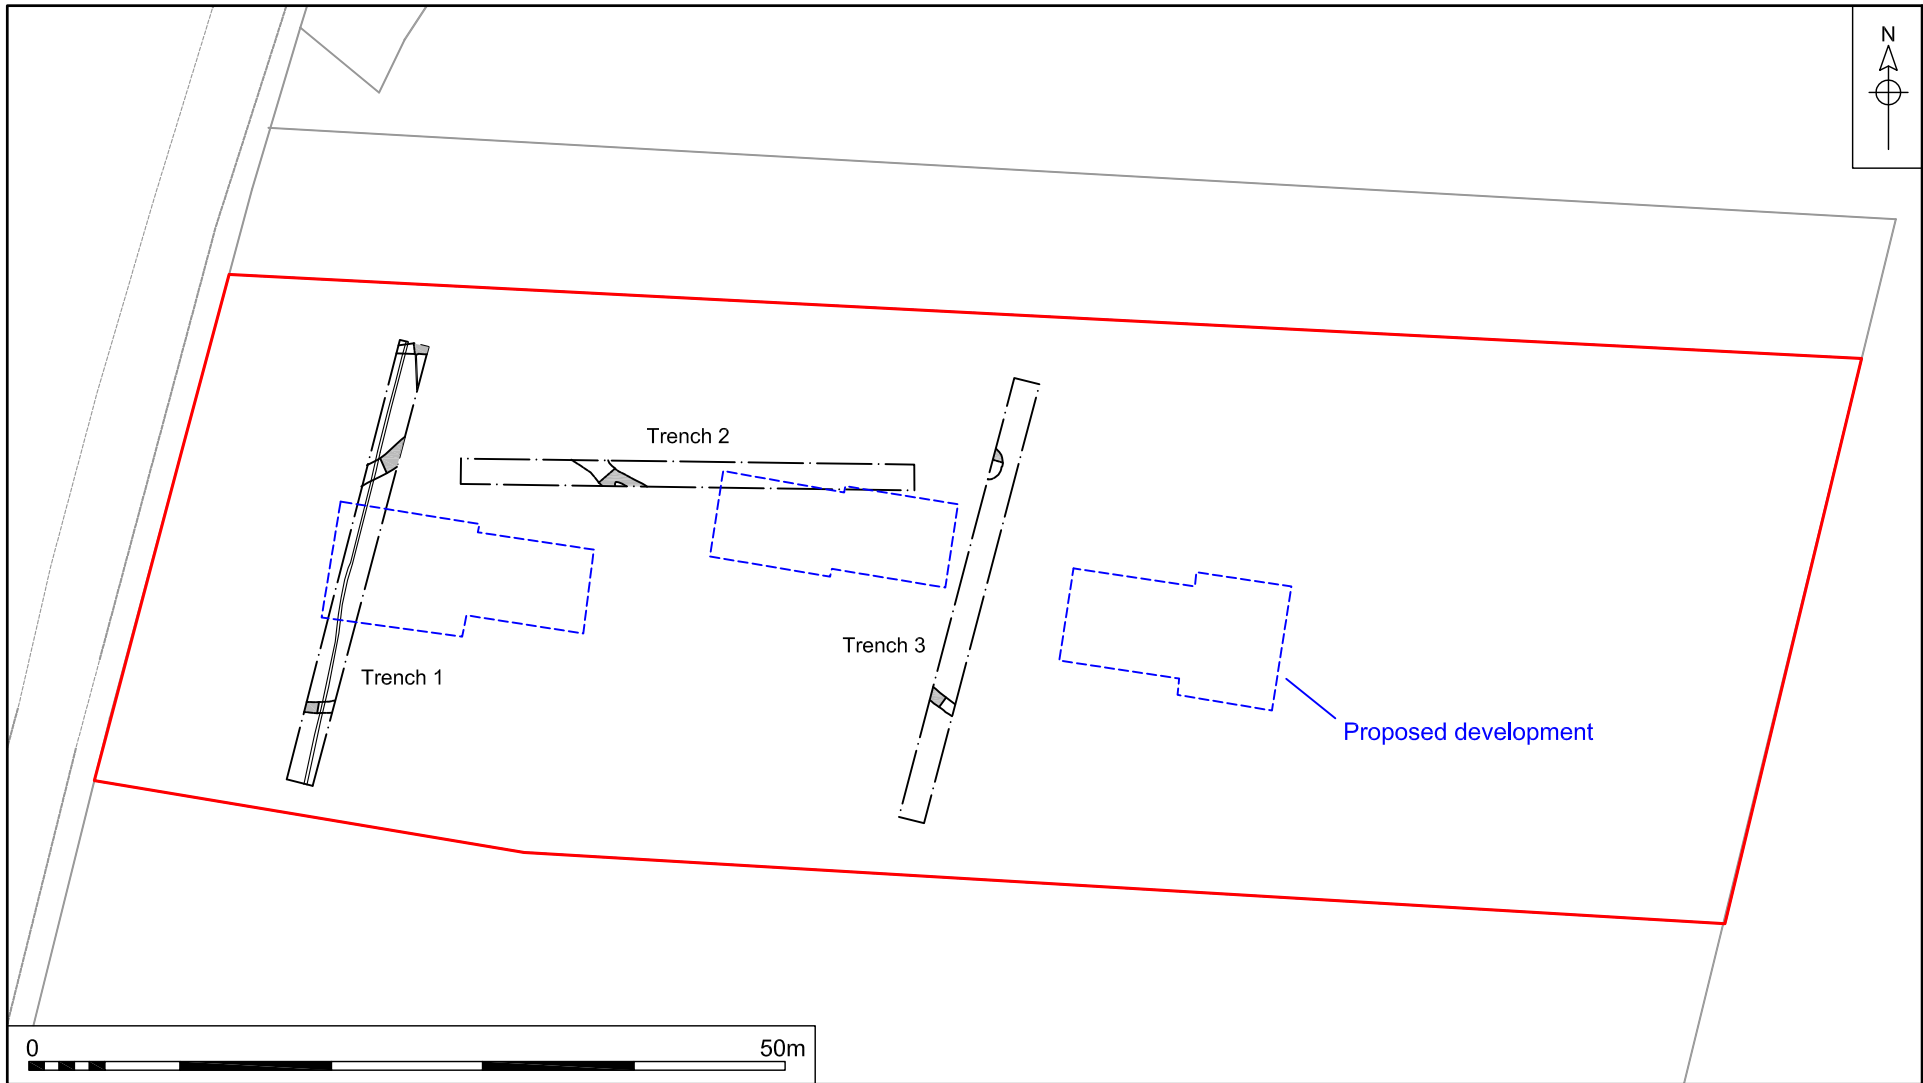 N
Trench 2
Trench 3
Trench 1
Proposed development
0 50m